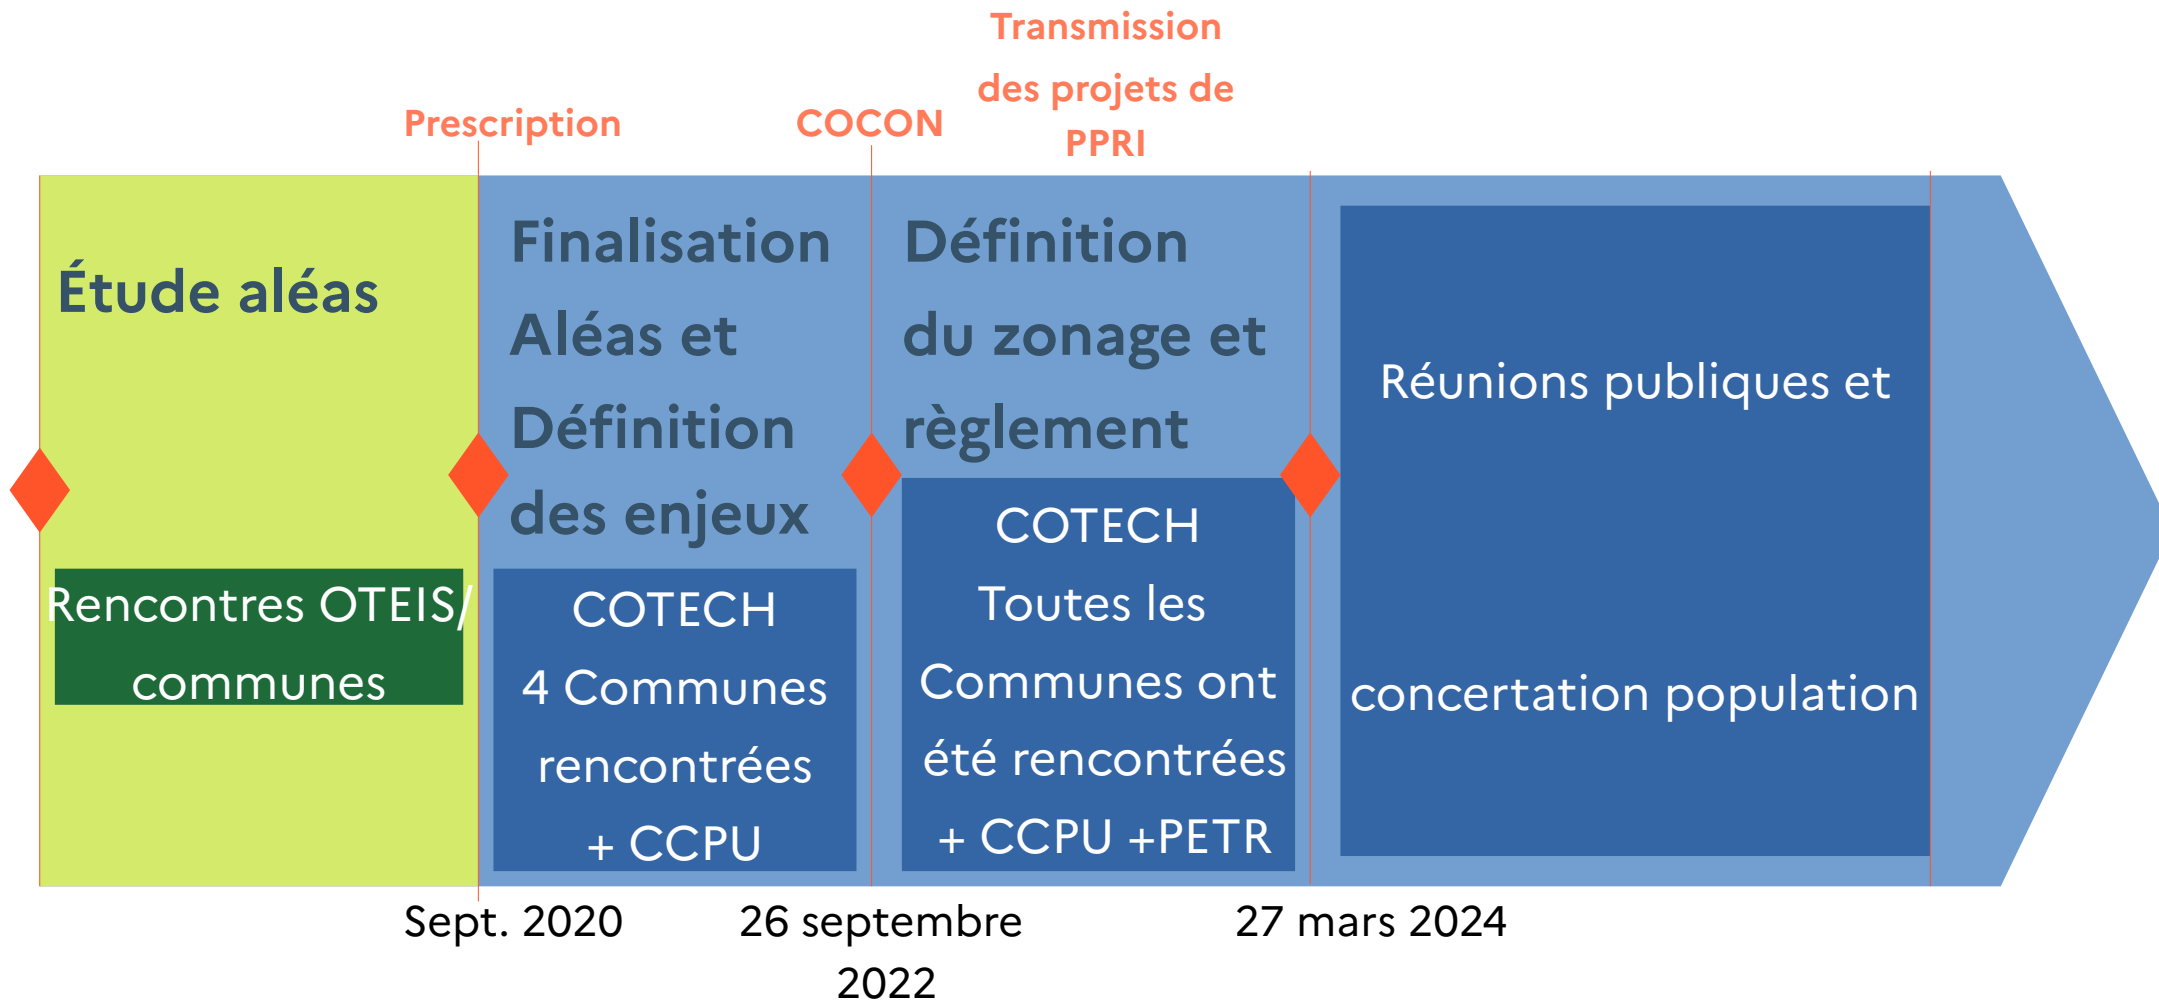 Transmission
des projets de
PPRI
Prescription
COCON
Étude aléas
Rencontres OTEIS/
communes
Finalisation
Aléas et
Définition
des enjeux
COTECH
4 Communes
rencontrées
+ CCPU
Définition
du zonage et
règlement
COTECH
Toutes les
Communes ont
été rencontrées
+ CCPU +PETR
Réunions publiques et
concertation population
Sept. 2020
26 septembre
2022
27 mars 2024